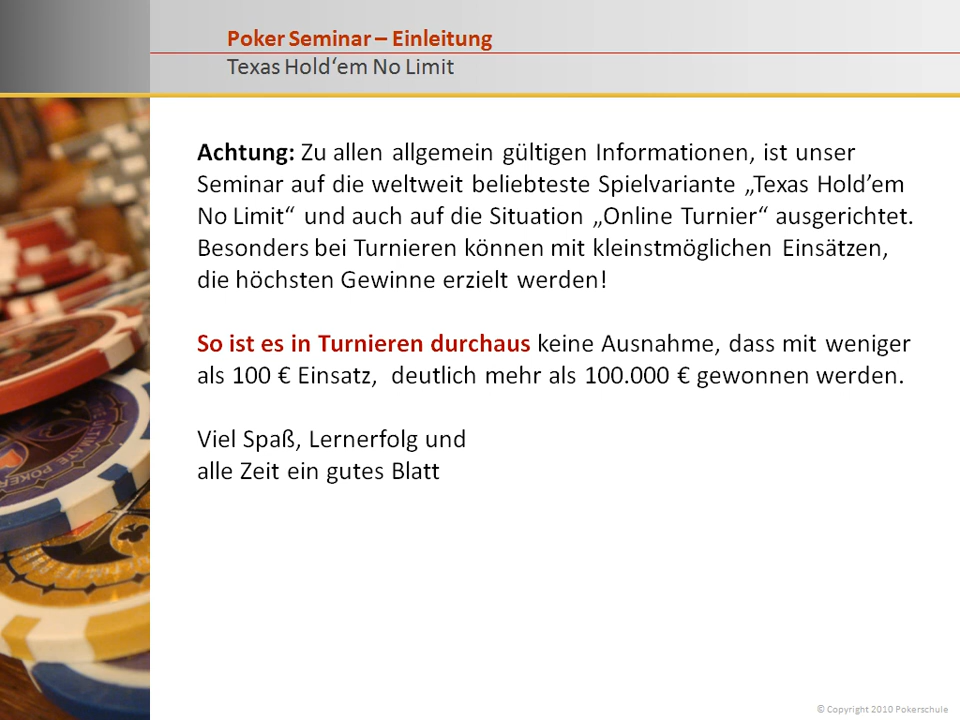 Poker Seminar – Einleitung
Texas Hold‘em No Limit
Achtung: Zu allen allgemein gültigen Informationen, ist unser
Seminar auf die weltweit beliebteste Spielvariante „Texas Hold’em
No Limit“ und auch auf die Situation „Online Turnier“ ausgerichtet.
Besonders bei Turnieren können mit kleinstmöglichen Einsätzen,
die höchsten Gewinne erzielt werden!
So ist es in Turnieren durchaus keine Ausnahme, dass mit weniger
als 100 € Einsatz, deutlich mehr als 100.000 € gewonnen werden.
Viel Spaß, Lernerfolg und
alle Zeit ein gutes Blatt
© Copyright 2010 Pokerschule